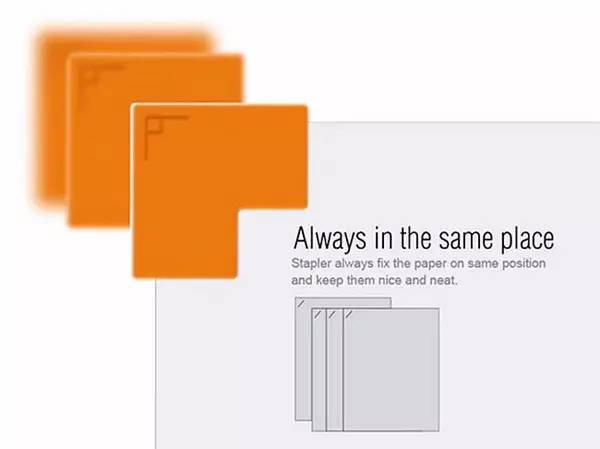 Always in the same place
Stapler always fix the paper on same position
and keep them nice and neat.